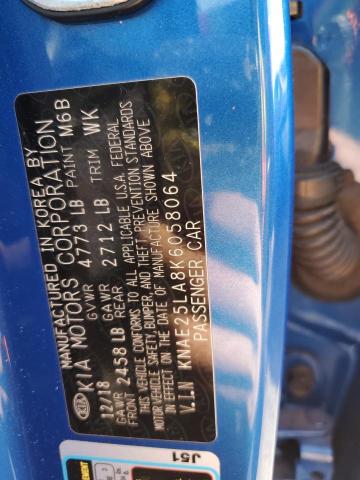 MANUFACTURED IN KOREA BY
KIA MOTORS CORPORATION
12/18 GVWR 4773 LB PAINT M6B
GAWR FRONT 2458 LB GAWR REAR 2712 LB TRIM WK
THIS VEHICLE CONFORMS TO ALL APPLICABLE U.S.A. FEDERAL
MOTOR VEHICLE SAFETY, BUMPER, AND THEFT PREVENTION STANDARDS
IN EFFECT ON THE DATE OF MANUFACTURE SHOWN ABOVE
V.I.N KNAE25LA8K6058064
PASSENGER CAR
J51